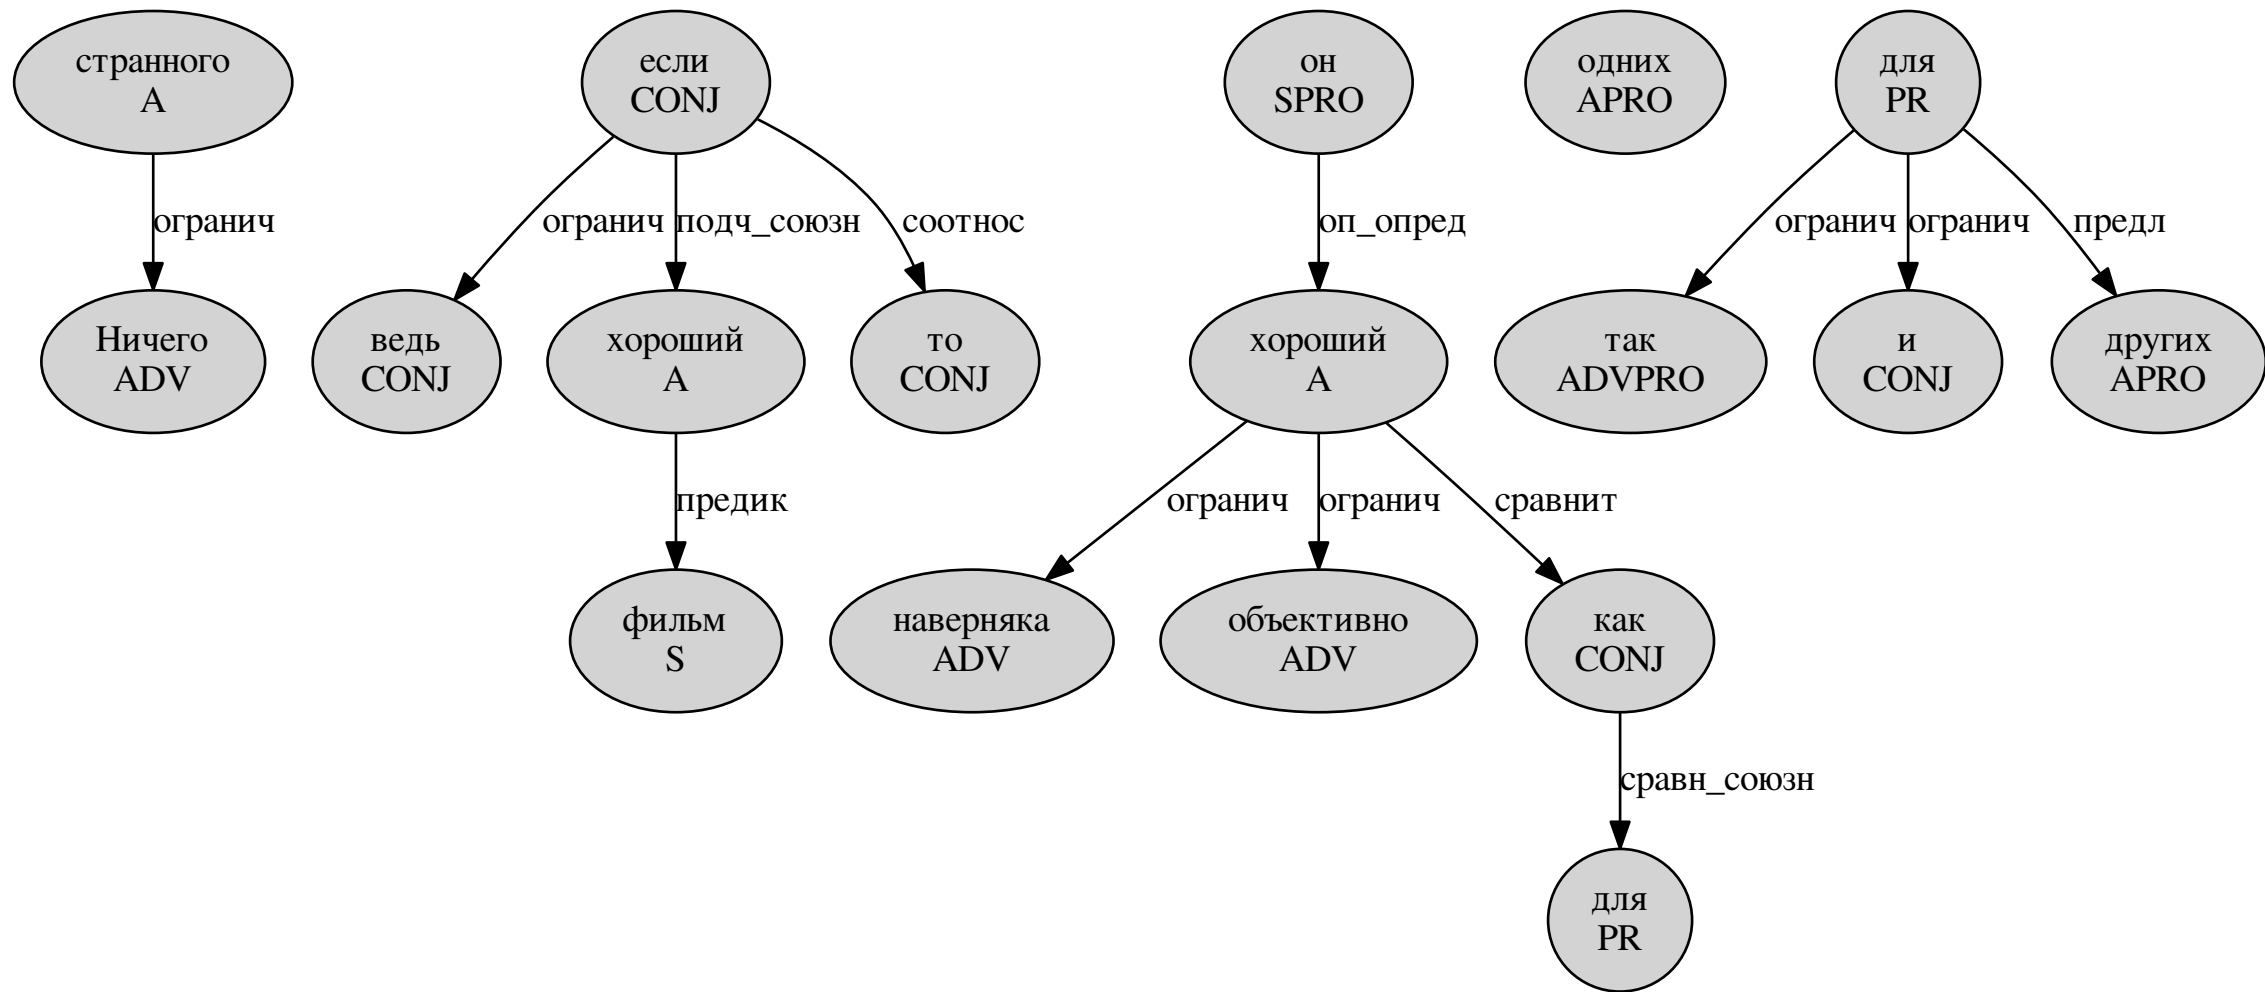 странного
A
если
CONJ
он
SPRO
одних
APRO
для
PR
огранич
огранич
подч_союзн
соотнос
оп_опред
огранич
огранич
предл
Ничего
ADV
ведь
CONJ
хороший
A
то
CONJ
хороший
A
так
ADVPRO
и
CONJ
других
APRO
предик
огранич
огранич
сравнит
фильм
S
наверняка
ADV
объективно
ADV
как
CONJ
сравн_союзн
для
PR